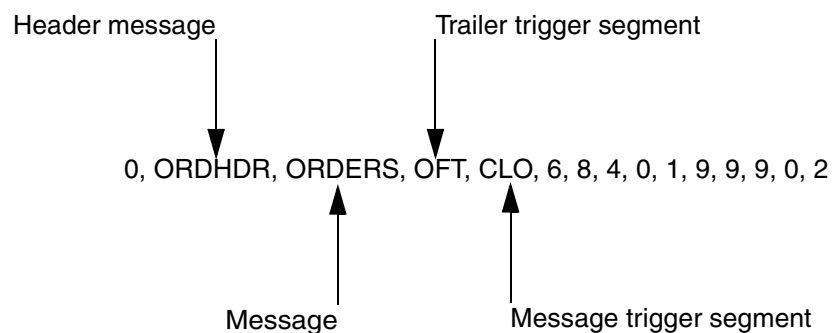 Header message
Trailer trigger segment
0, ORDHDR, ORDERS, OFT, CLO, 6, 8, 4, 0, 1, 9, 9, 9, 0, 2
Message
Message trigger segment